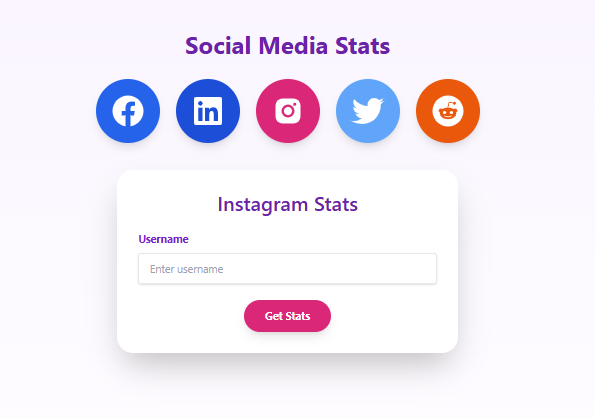 Social Media Stats
Instagram Stats
Username
Enter username
Get Stats